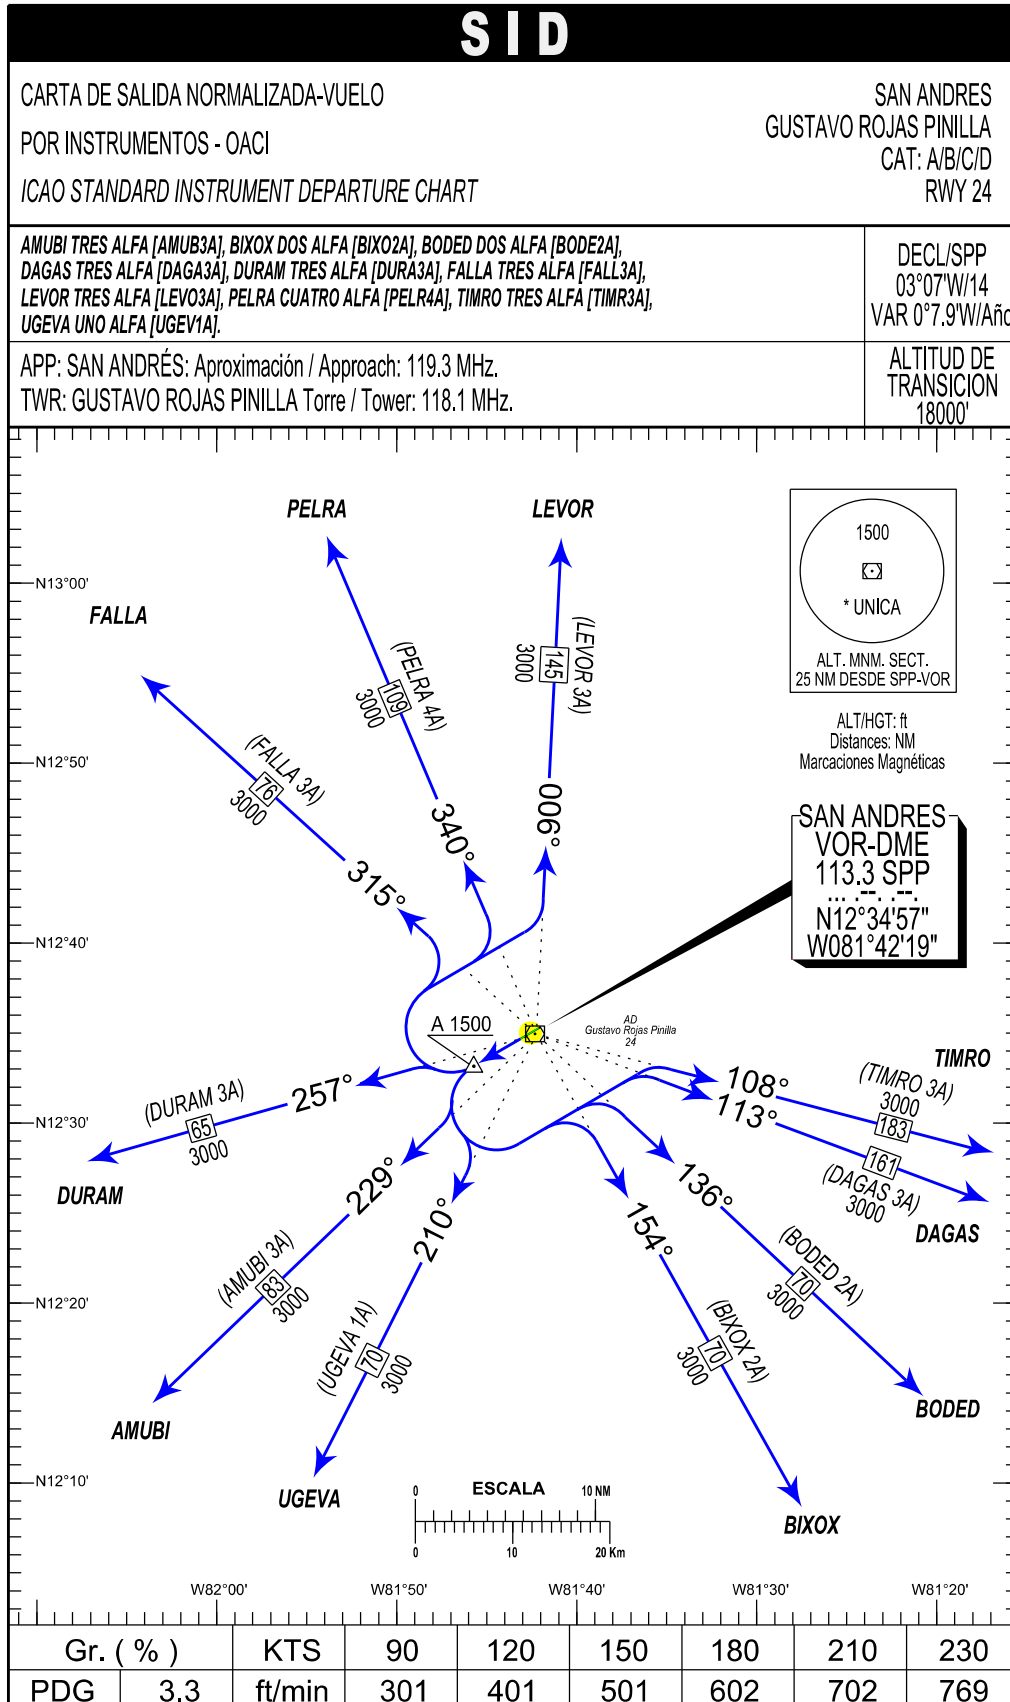 SID
CARTA DE SALIDA NORMALIZADA-VUELO
POR INSTRUMENTOS - OACI
ICAO STANDARD INSTRUMENT DEPARTURE CHART
SAN ANDRES
GUSTAVO ROJAS PINILLA
CAT: A/B/C/D
RWY 24
AMUBI TRES ALFA [AMUB3A], BIXOX DOS ALFA [BIXO2A], BODED DOS ALFA [BODE2A],
DAGAS TRES ALFA [DAGA3A], DURAM TRES ALFA [DURA3A], FALLA TRES ALFA [FALL3A],
LEVOR TRES ALFA [LEVO3A], PELRA CUATRO ALFA [PELR4A], TIMRO TRES ALFA [TIMR3A],
UGEVA UNO ALFA [UGEV1A].
DECL/SPP
03°07'W/14
VAR 0°7.9'W/Año
APP: SAN ANDRÉS: Aproximación / Approach: 119.3 MHz.
TWR: GUSTAVO ROJAS PINILLA Torre / Tower: 118.1 MHz.
ALTITUD DE
TRANSICION
18000'
PELRA
LEVOR
1500
* UNICA
ALT. MNM. SECT.
25 NM DESDE SPP-VOR
N13°00'
FALLA
(PELRA 4A)
109
3000
(LEVOR 3A)
145
3000
ALT/HGT: ft
Distances: NM
Marcaciones Magnéticas
N12°50'
(FALLA 3A)
76
3000
315°
340°
006°
SAN ANDRES
VOR-DME
113.3 SPP
... .--. .--.
N12°34'57"
W081°42'19"
N12°40'
A 1500
AD
Gustavo Rojas Pinilla
24
TIMRO
(TIMRO 3A)
3000
183
108°
113°
161
(DAGAS 3A)
3000
DAGAS
257°
(DURAM 3A)
65
3000
N12°30'
DURAM
229°
210°
154°
136°
(AMUBI 3A)
83
3000
(BODED 2A)
70
3000
N12°20'
(UGEVA 1A)
70
3000
(BIXOX 2A)
70
3000
AMUBI
BODED
N12°10'
UGEVA
BIXOX
0 ESCALA 10 NM
0 10 20 Km
W82°00' W81°50' W81°40' W81°30' W81°20'
Gr. ( % ) KTS 90 120 150 180 210 230
PDG 3.3 ft/min 301 401 501 602 702 769